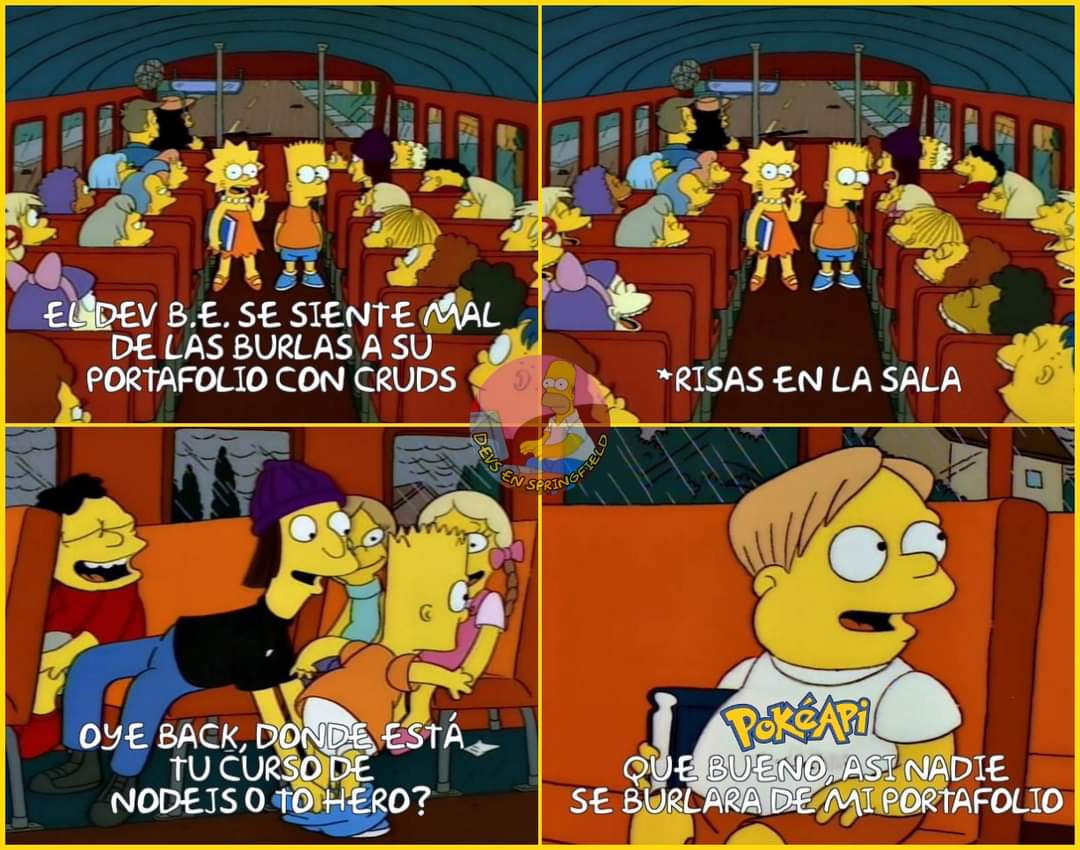 EL DEV B.E. SE SIENTE MAL
DE LAS BURLAS A SU
PORTAFOLIO CON CRUDS
*RISAS EN LA SALA
DEVS EN SPRINGFIELD
OYE BACK, DONDE ESTÁ
TU CURSO DE
NODEJS 0 TO HERO?
PokéAPi
QUE BUENO, ASI NADIE
SE BURLARA DE MI PORTAFOLIO